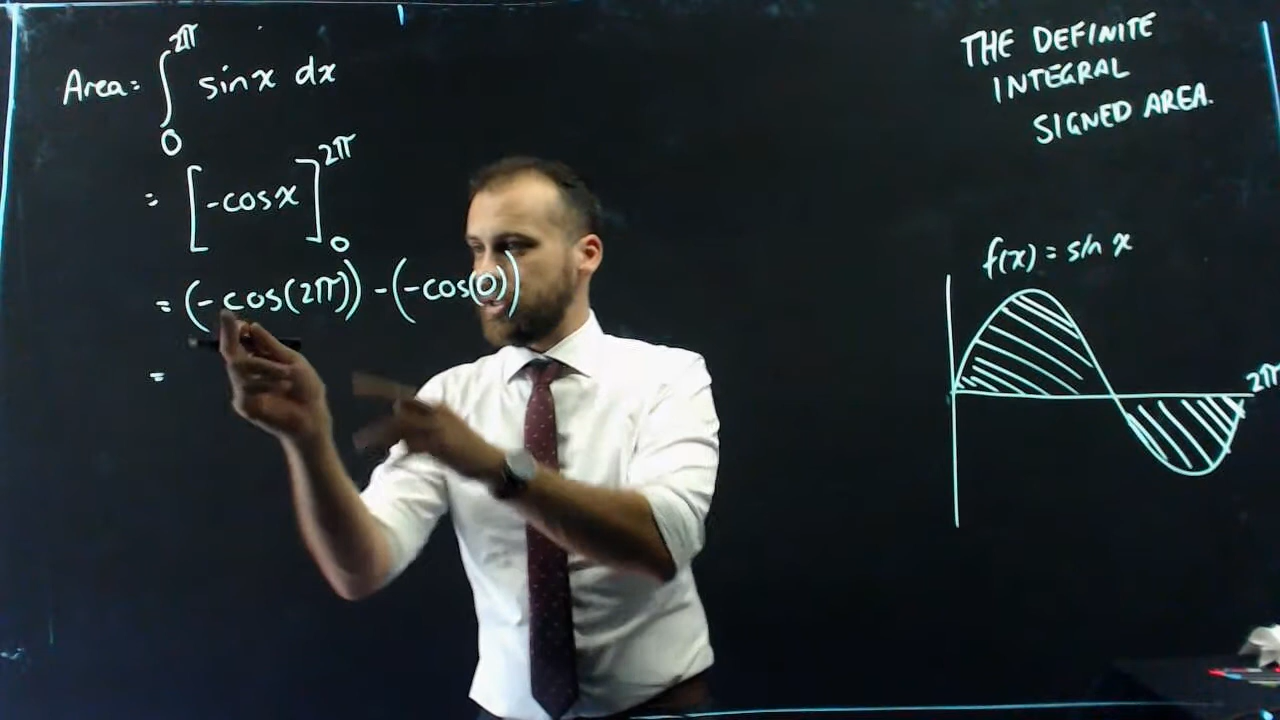 Area = ∫₀^2π sin x dx
= [-cos x]₀^2π
= (-cos(2π)) - (-cos(0))
=
THE DEFINITE
INTEGRAL
SIGNED AREA.
f(x) = sin x
2π